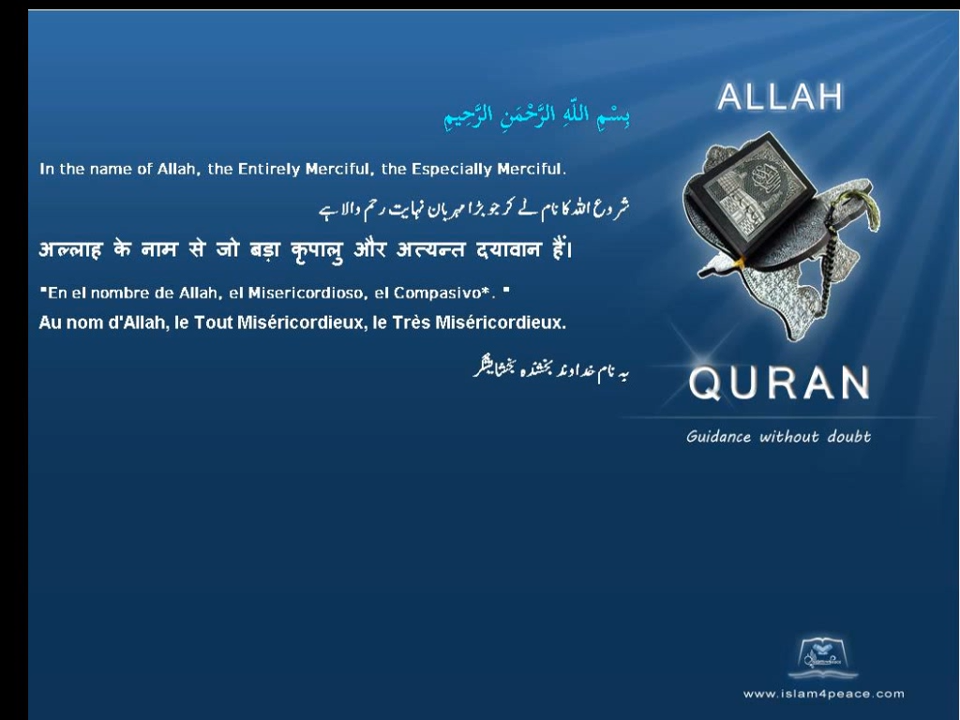 بِسْمِ اللّهِ الرَّحْمَنِ الرَّحِيمِ
In the name of Allah, the Entirely Merciful, the Especially Merciful.
شروع اللہ کا نام لے کر جو بڑا مہربان نہایت رحم والا ہے
अल्लाह के नाम से जो बड़ा कृपालु और अत्यन्त दयावान हैं।
"En el nombre de Allah, el Misericordioso, el Compasivo*. "
Au nom d'Allah, le Tout Miséricordieux, le Très Miséricordieux.
به نام خداوند بخشنده بخشایشگر
ALLAH
QURAN
Guidance without doubt
www.islam4peace.com